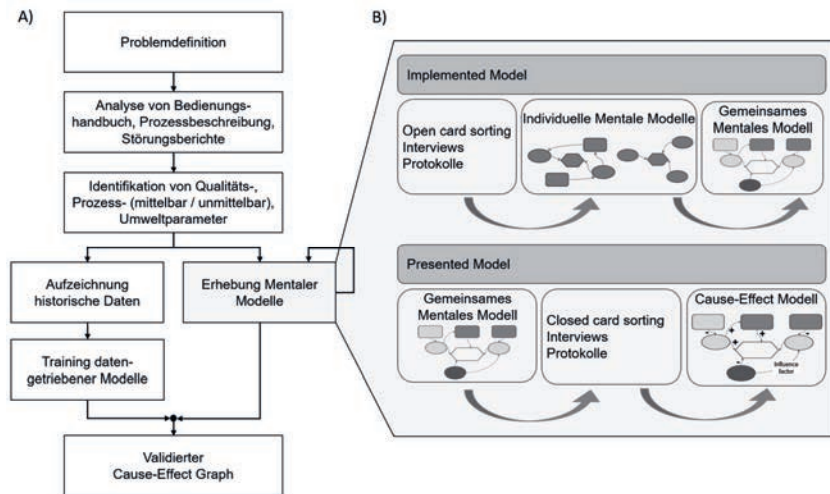 A)
Problemdefinition
Analyse von Bedienungs-
handbuch, Prozessbeschreibung,
Störungsberichte
Identifikation von Qualitäts-,
Prozess- (mittelbar / unmittelbar),
Umweltparameter
Aufzeichnung
historische Daten
Erhebung Mentaler
Modelle
Training daten-
getriebener Modelle
Validierter
Cause-Effect Graph
B)
Implemented Model
Open card sorting
Interviews
Protokolle
Individuelle Mentale Modelle
Gemeinsames
Mentales Modell
Presented Model
Gemeinsames
Mentales Modell
Closed card sorting
Interviews
Protokolle
Cause-Effect Modell
+
+
+
-
-
-
Influence
factor